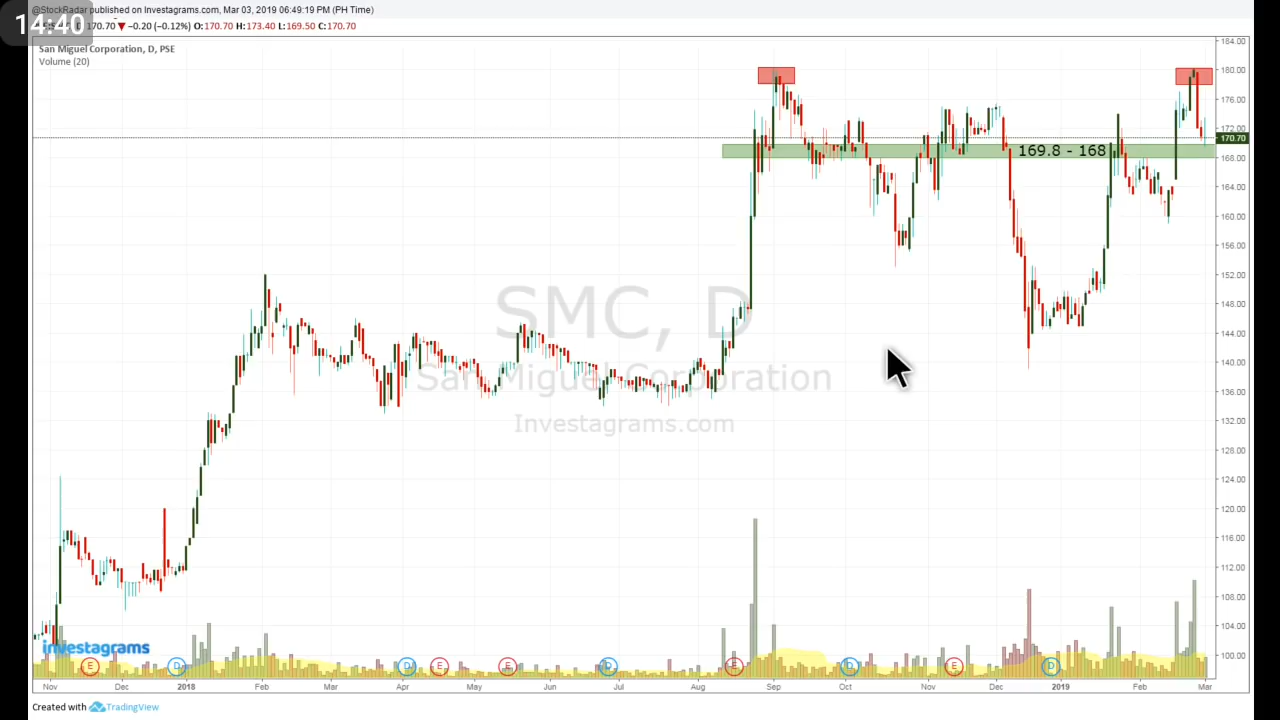 14:40
@StockRadar published on Investagrams.com, Mar 03, 2019 06:49:19 PM (PH Time)
170.70 ▼ −0.20 (−0.12%) O:170.70 H:173.40 L:169.50 C:170.70
San Miguel Corporation, D, PSE
Volume (20)
184.00
180.00
176.00
172.00
170.70
169.8 - 168
168.00
164.00
160.00
156.00
152.00
148.00
144.00
140.00
136.00
132.00
128.00
124.00
120.00
116.00
112.00
108.00
104.00
100.00
SMC, D
San Miguel Corporation
Investagrams.com
investagrams
E D D E E D E D E D
Nov Dec 2018 Feb Mar Apr May Jun Jul Aug Sep Oct Nov Dec 2019 Feb Mar
Created with TradingView